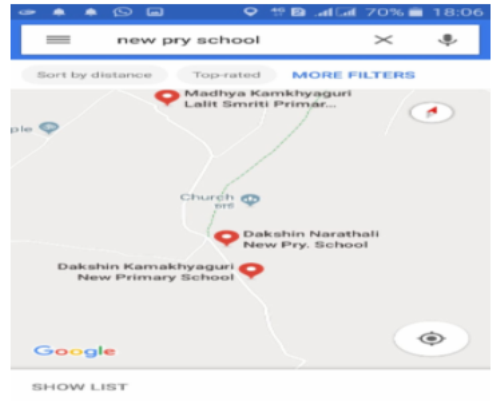 70% 18:06
new pry school
Sort by distance Top-rated MORE FILTERS
Madhya Kamkhyaguri
Lalit Smriti Primar...
ple
Church
Dakshin Narathali
New Pry. School
Dakshin Kamakhyaguri
New Primary School
Google
SHOW LIST